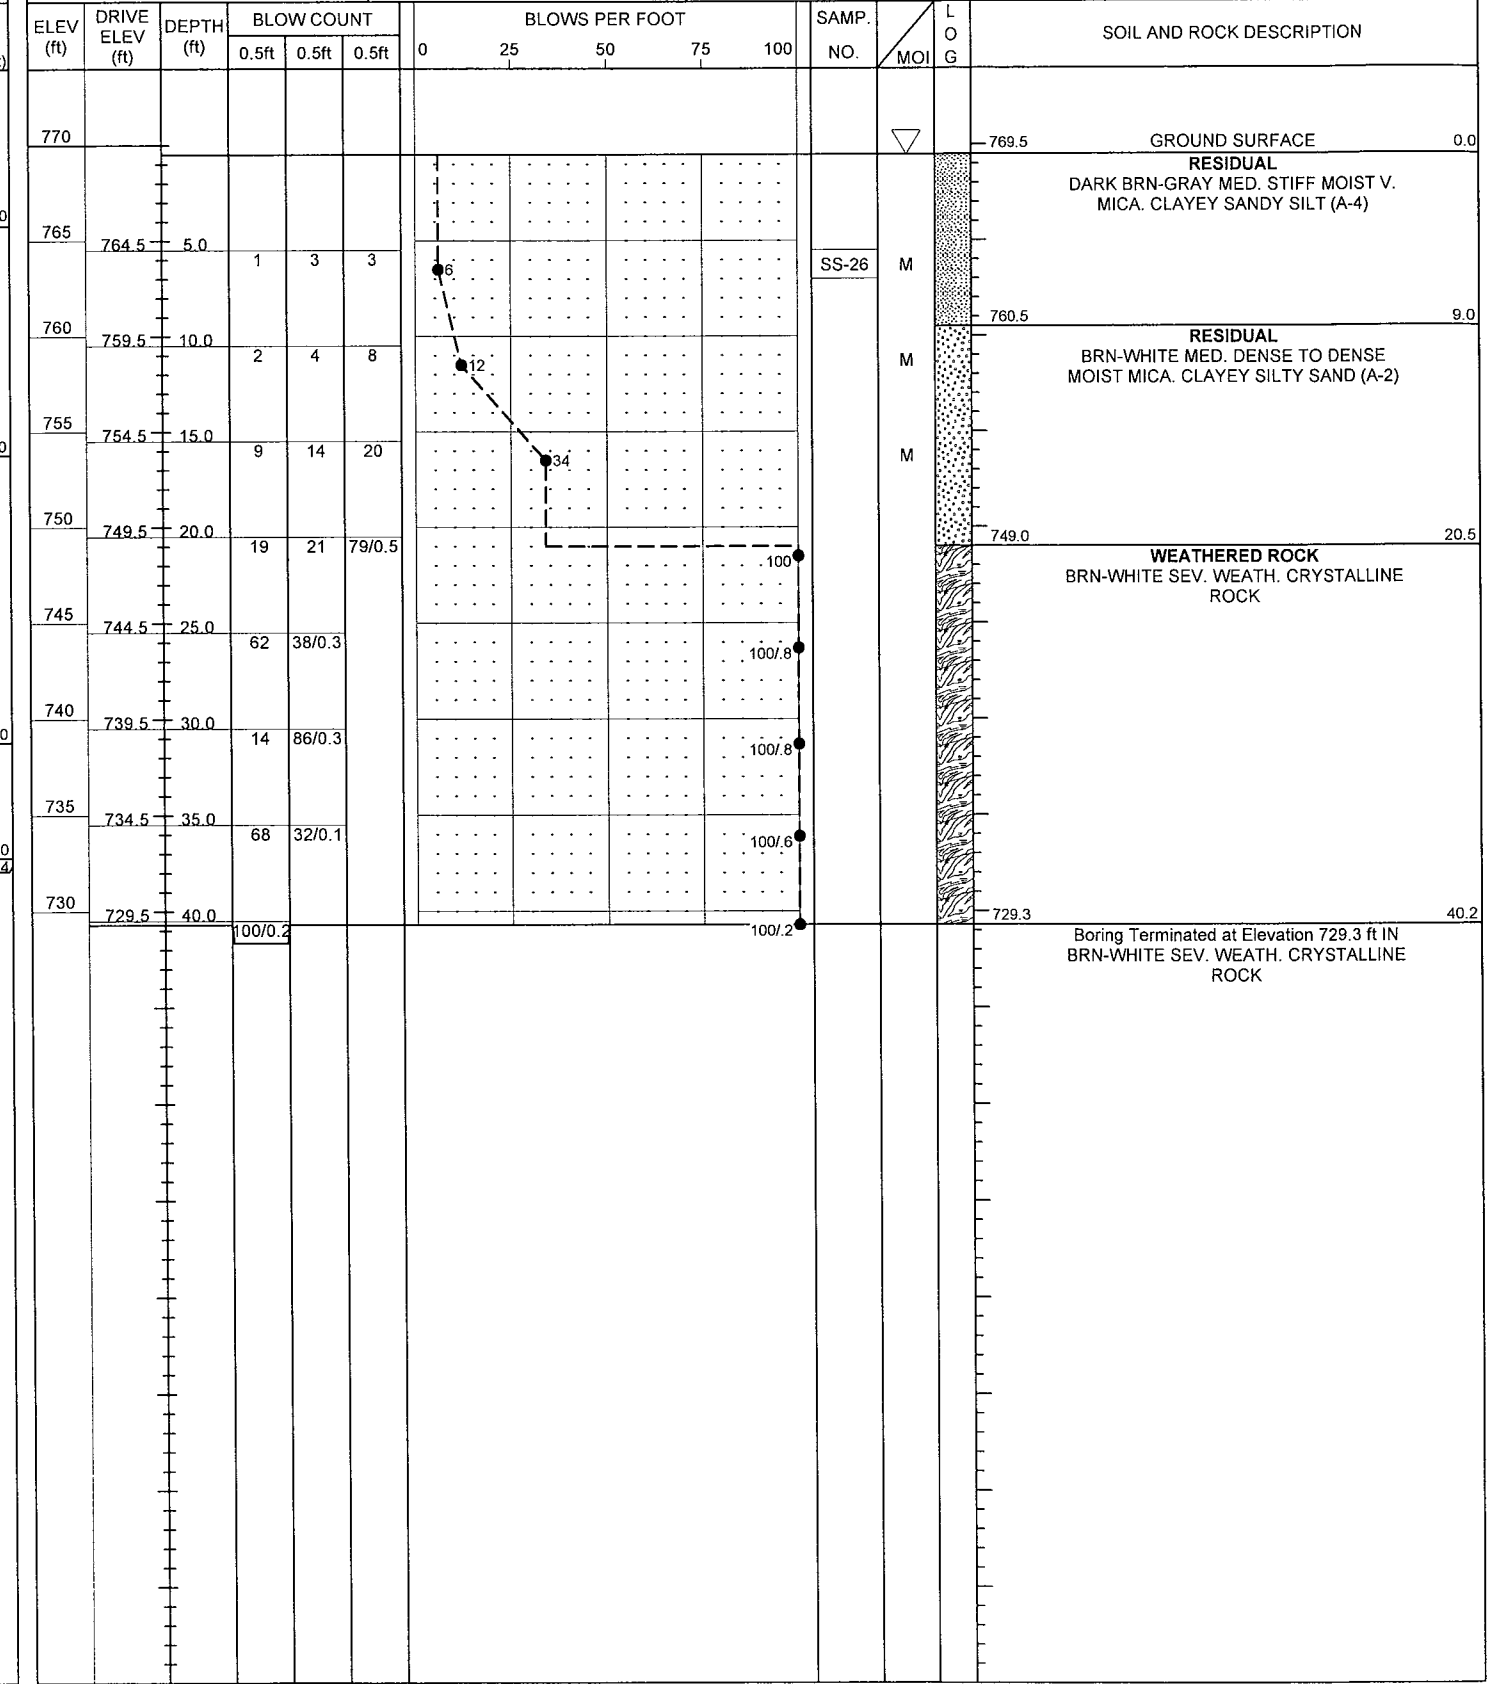 ELEV (ft) DRIVE ELEV (ft) DEPTH (ft) BLOW COUNT BLOWS PER FOOT SAMP. NO. MOI L O G SOIL AND ROCK DESCRIPTION
0.5ft 0.5ft 0.5ft 0 25 50 75 100
770 769.5 GROUND SURFACE 0.0
RESIDUAL
DARK BRN-GRAY MED. STIFF MOIST V.
MICA. CLAYEY SANDY SILT (A-4)
765
764.5 5.0
1 3 3 6 SS-26 M
760 760.5 9.0
759.5 10.0 RESIDUAL
2 4 8 12 M BRN-WHITE MED. DENSE TO DENSE
MOIST MICA. CLAYEY SILTY SAND (A-2)
755
754.5 15.0
9 14 20 34 M
750
749.5 20.0 749.0 20.5
19 21 79/0.5 100 WEATHERED ROCK
BRN-WHITE SEV. WEATH. CRYSTALLINE
ROCK
745
744.5 25.0
62 38/0.3 100/.8
740
739.5 30.0
14 86/0.3 100/.8
735
734.5 35.0
68 32/0.1 100/.6
730
729.5 40.0 729.3 40.2
100/0.2 100/.2 Boring Terminated at Elevation 729.3 ft IN
BRN-WHITE SEV. WEATH. CRYSTALLINE
ROCK